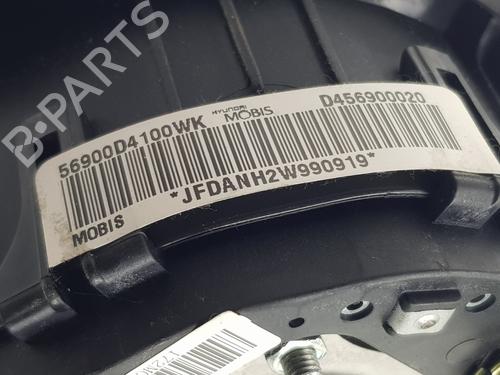 B-PARTS
56900D4100WK HYUNDAI MOBIS D456900020
*JFDANH2W990919*
MOBIS